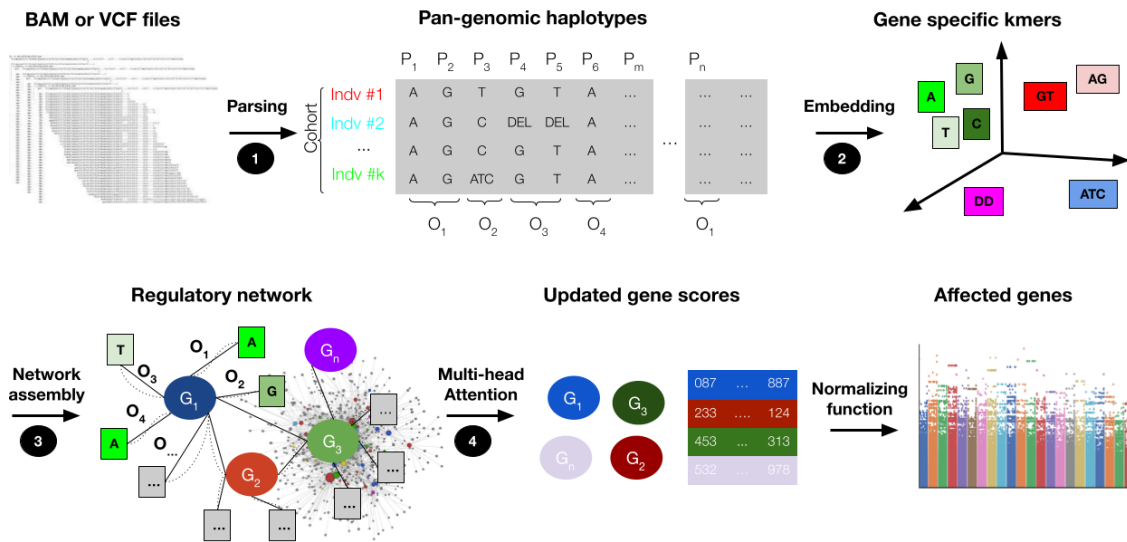 BAM or VCF files
Pan-genomic haplotypes
Gene specific kmers
P1 P2 P3 P4 P5 P6 Pm Pn
Parsing
1
Cohort
Indv #1 A G T G T A ... ... ...
Indv #2 A G C DEL DEL A ... ... ...
... A G C G T A ... ... ... ...
Indv #k A G ATC G T A ... ... ...
O1 O2 O3 O4 O1
Embedding
2
A
G
T
C
GT
AG
DD
ATC
Regulatory network
Updated gene scores
Affected genes
Network
assembly
3
T
O3
O1
A
O2
G
O4
A
O...
...
G1
Gn
G3
G2
...
...
...
...
...
Multi-head
Attention
4
G1
G3
Gn
G2
087 ... 887
233 .... 124
453 ... 313
532 ... 978
Normalizing
function